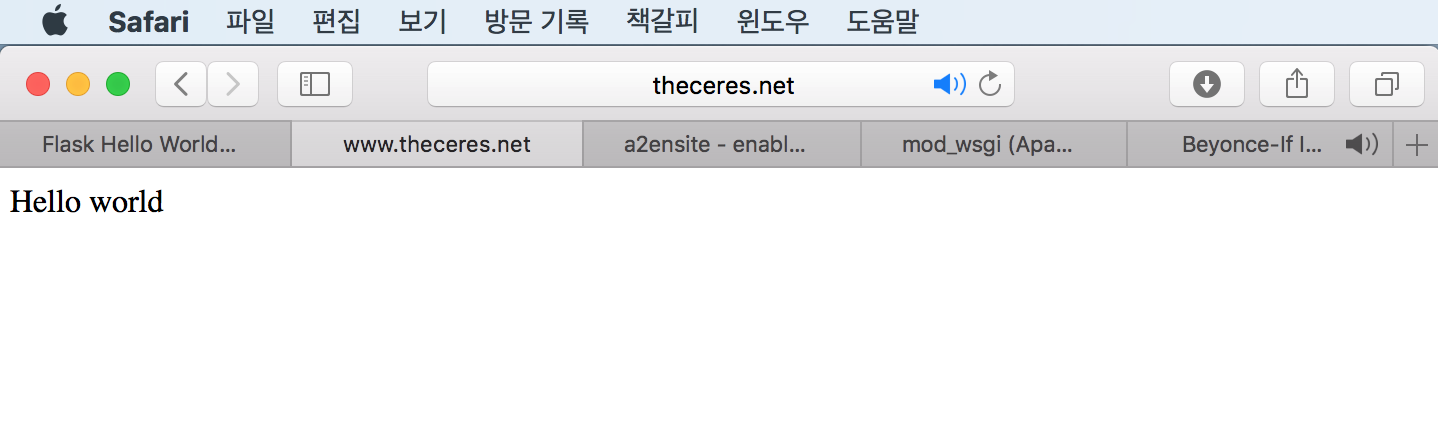 Safari 파일 편집 보기 방문 기록 책갈피 윈도우 도움말
theceres.net
Flask Hello World... www.theceres.net a2ensite - enabl... mod_wsgi (Apa... Beyonce-If I...
Hello world